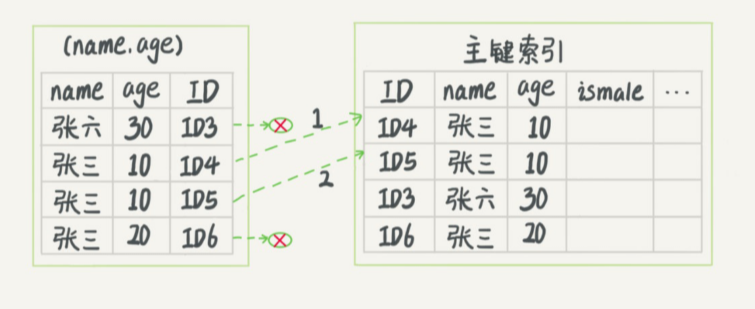 (name,age)
name age ID
张六 30 ID3
张三 10 ID4
张三 10 ID5
张三 20 ID6
1
2
主键索引
ID name age ismale ...
ID4 张三 10
ID5 张三 10
ID3 张六 30
ID6 张三 20